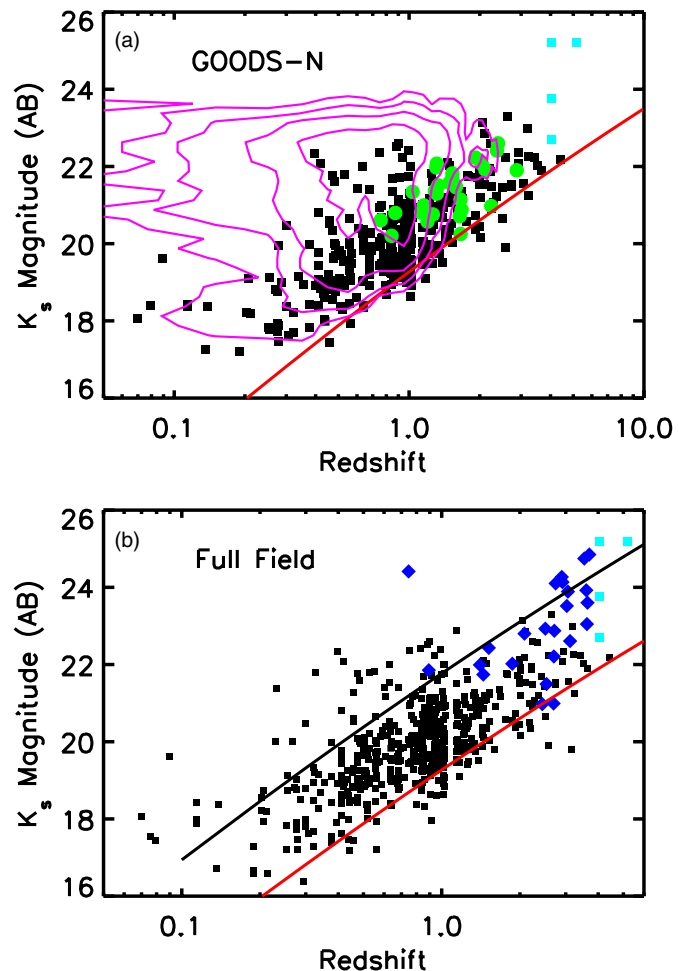 26
(a)
GOODS-N
24
22
20
18
16
K_s Magnitude (AB)
0.1
1.0
10.0
Redshift
26
(b)
Full Field
24
22
20
18
16
K_s Magnitude (AB)
0.1
1.0
Redshift